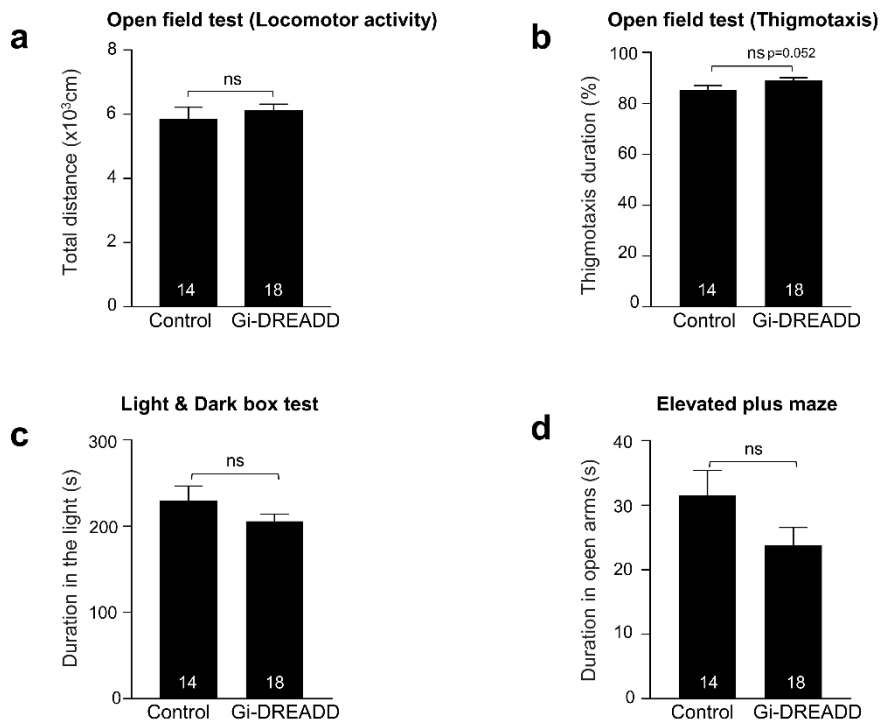 a
Open field test (Locomotor activity)
Total distance (x10³cm)
8
6
4
2
0
ns
14
18
Control
Gi-DREADD
b
Open field test (Thigmotaxis)
Thigmotaxis duration (%)
100
80
60
40
20
0
ns p=0.052
14
18
Control
Gi-DREADD
c
Light & Dark box test
Duration in the light (s)
300
200
100
0
ns
14
18
Control
Gi-DREADD
d
Elevated plus maze
Duration in open arms (s)
40
30
20
10
0
ns
14
18
Control
Gi-DREADD